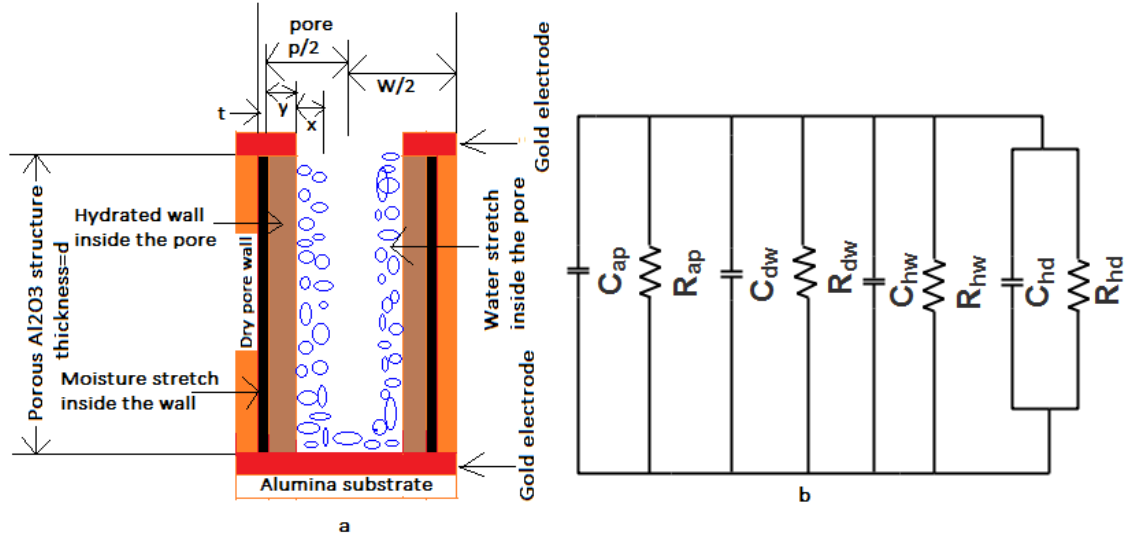 pore
p/2
W/2
t
y
x
Gold electrode
Porous Al2O3 structure
thickness=d
Hydrated wall
inside the pore
Dry pore wall
Water stretch
inside the pore
Moisture stretch
inside the wall
Gold electrode
Alumina substrate
a
Cap
Rap
Cdw
Rdw
Chw
Rhw
Chd
Rhd
b